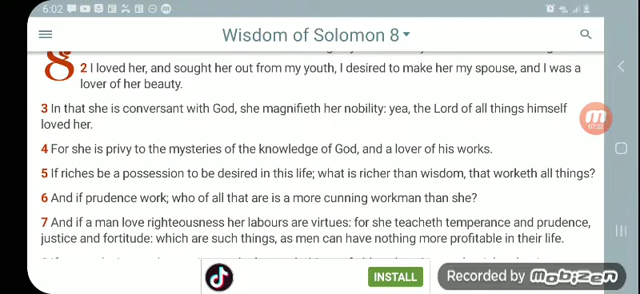 6:02
Wisdom of Solomon 8
8
2 I loved her, and sought her out from my youth, I desired to make her my spouse, and I was a
lover of her beauty.
3 In that she is conversant with God, she magnifieth her nobility: yea, the Lord of all things himself
loved her.
4 For she is privy to the mysteries of the knowledge of God, and a lover of his works.
5 If riches be a possession to be desired in this life; what is richer than wisdom, that worketh all things?
6 And if prudence work; who of all that are is a more cunning workman than she?
7 And if a man love righteousness her labours are virtues: for she teacheth temperance and prudence,
justice and fortitude: which are such things, as men can have nothing more profitable in their life.
INSTALL
Recorded by Mobizen